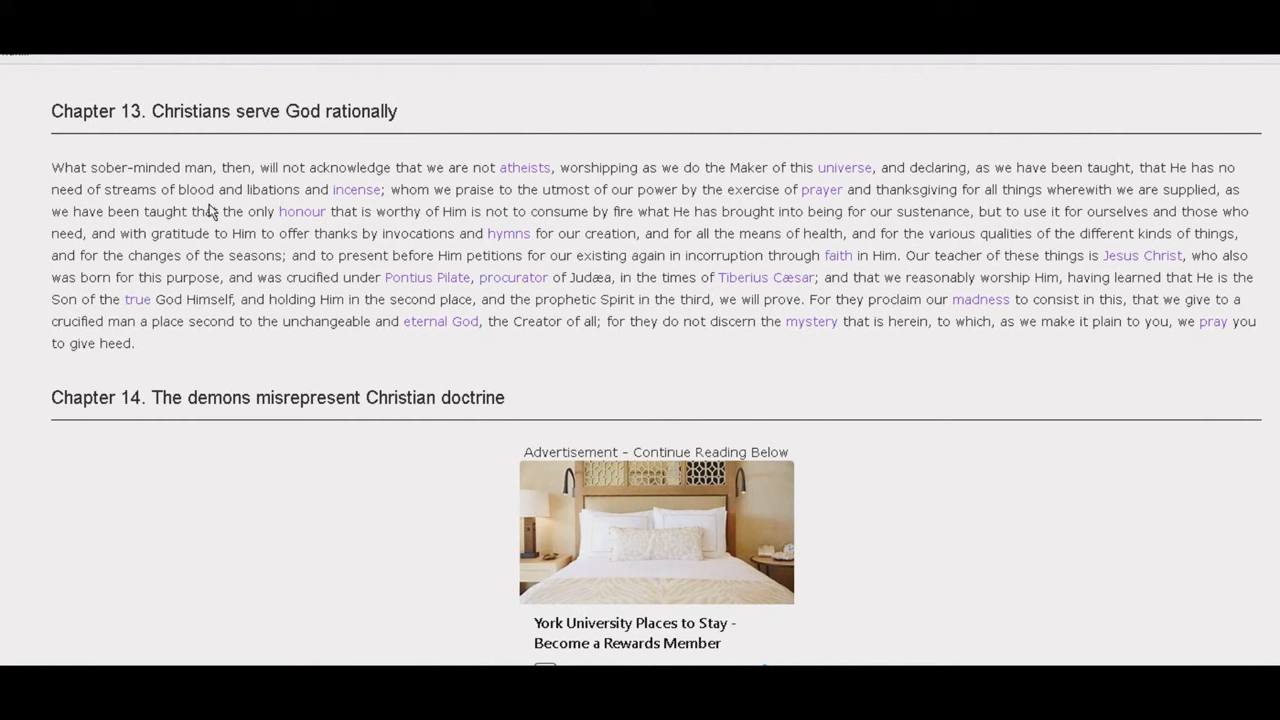 Chapter 13. Christians serve God rationally
What sober-minded man, then, will not acknowledge that we are not atheists, worshipping as we do the Maker of this universe, and declaring, as we have been taught, that He has no
need of streams of blood and libations and incense; whom we praise to the utmost of our power by the exercise of prayer and thanksgiving for all things wherewith we are supplied, as
we have been taught that the only honour that is worthy of Him is not to consume by fire what He has brought into being for our sustenance, but to use it for ourselves and those who
need, and with gratitude to Him to offer thanks by invocations and hymns for our creation, and for all the means of health, and for the various qualities of the different kinds of things,
and for the changes of the seasons; and to present before Him petitions for our existing again in incorruption through faith in Him. Our teacher of these things is Jesus Christ, who also
was born for this purpose, and was crucified under Pontius Pilate, procurator of Judæa, in the times of Tiberius Cæsar; and that we reasonably worship Him, having learned that He is the
Son of the true God Himself, and holding Him in the second place, and the prophetic Spirit in the third, we will prove. For they proclaim our madness to consist in this, that we give to a
crucified man a place second to the unchangeable and eternal God, the Creator of all; for they do not discern the mystery that is herein, to which, as we make it plain to you, we pray you
to give heed.
Chapter 14. The demons misrepresent Christian doctrine
Advertisement - Continue Reading Below
York University Places to Stay -
Become a Rewards Member